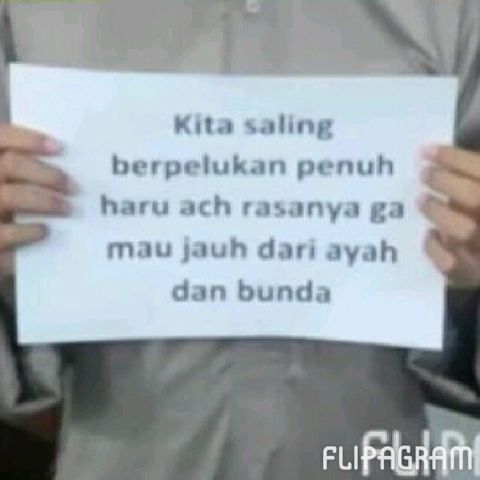 Kita saling
berpelukan penuh
haru ach rasanya ga
mau jauh dari ayah
dan bunda
FLIPAGRAM